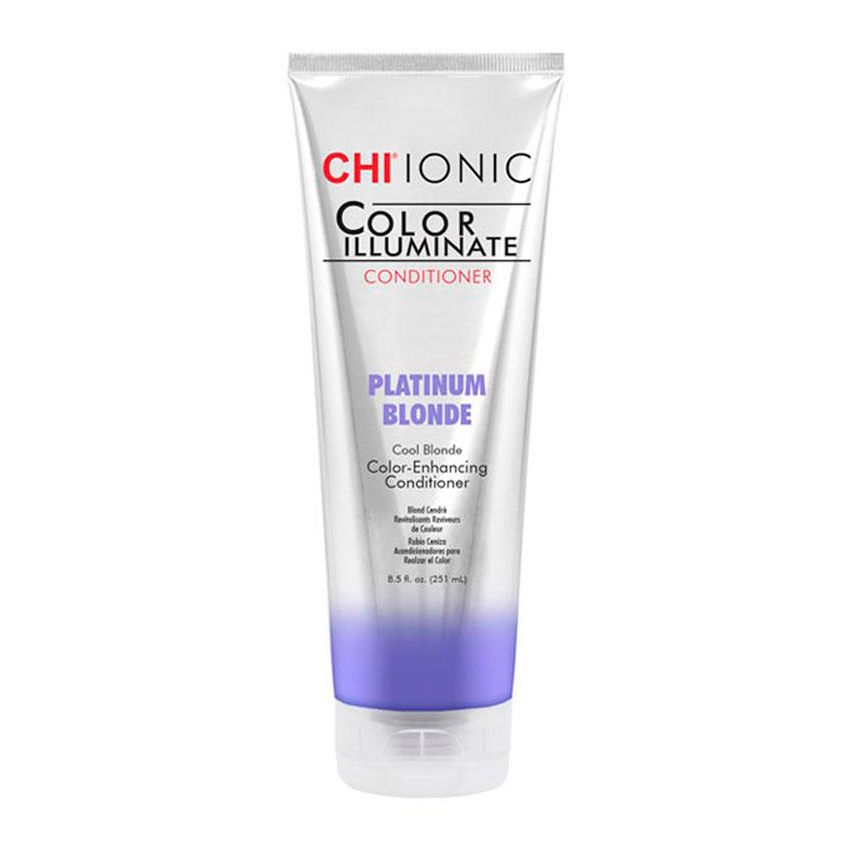 CHI® IONIC
COLOR
ILLUMINATE
CONDITIONER
PLATINUM
BLONDE
Cool Blonde
Color-Enhancing
Conditioner
Blond Cendré
Revitalisants Raviveurs
de Couleur
Rubio Cenizo
Acondicionadores para
Realzar el Color
8.5 fl. oz. (251 mL)